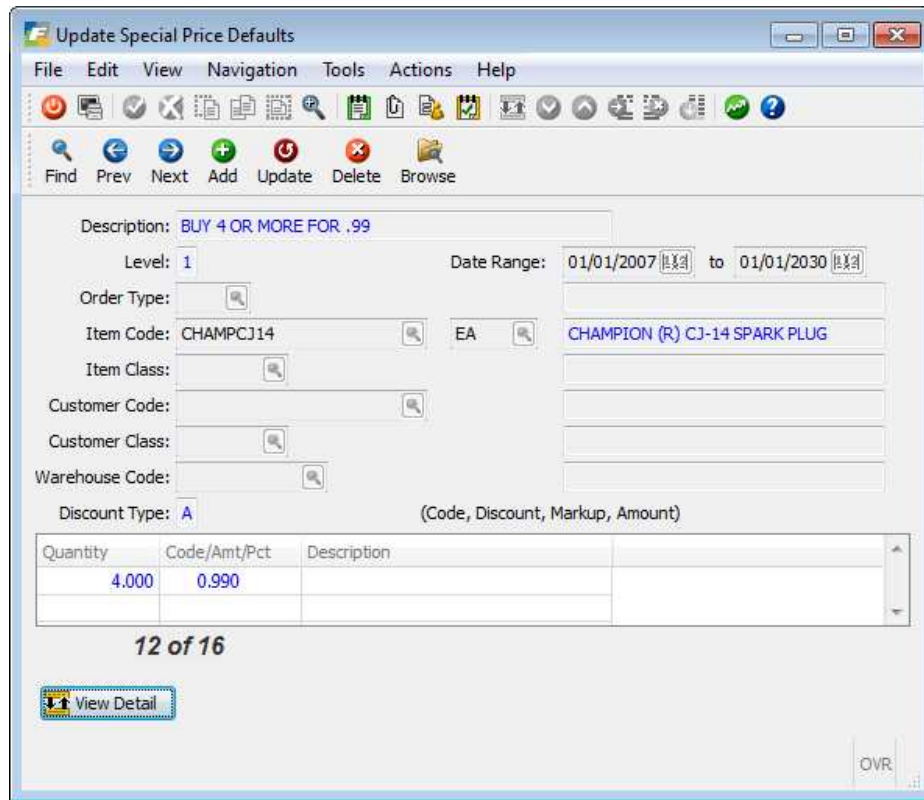 Update Special Price Defaults
File Edit View Navigation Tools Actions Help
Find Prev Next Add Update Delete Browse
Description: BUY 4 OR MORE FOR .99
Level: 1 Date Range: 01/01/2007 to 01/01/2030
Order Type:
Item Code: CHAMPCJ14 EA CHAMPION (R) CJ-14 SPARK PLUG
Item Class:
Customer Code:
Customer Class:
Warehouse Code:
Discount Type: A (Code, Discount, Markup, Amount)
Quantity Code/Amt/Pct Description
4.000 0.990
12 of 16
View Detail
OVR